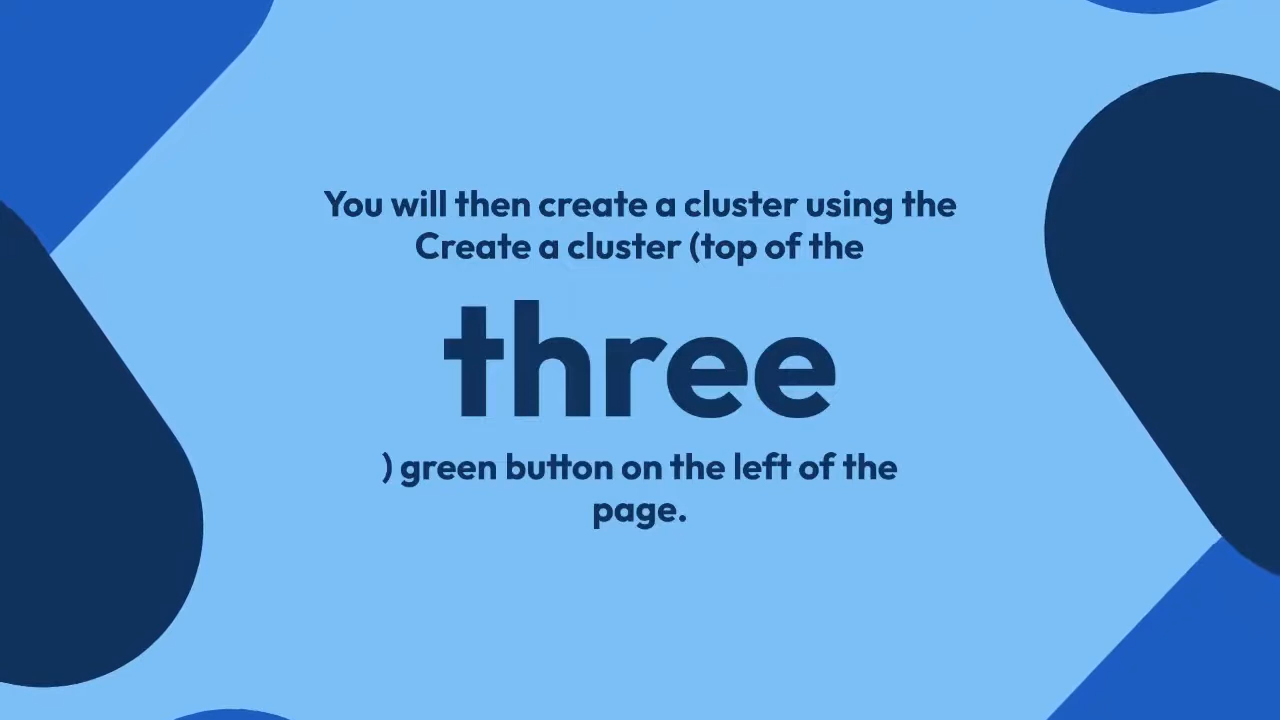 You will then create a cluster using the
Create a cluster (top of the
three
) green button on the left of the
page.